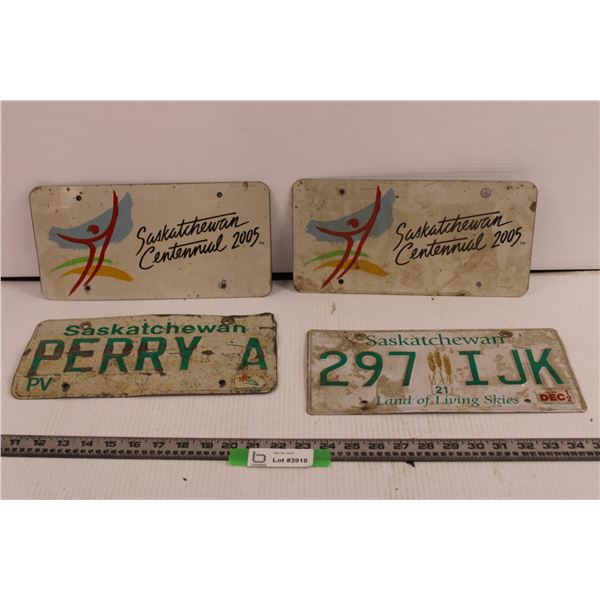 Saskatchewan
Centennial 2005™
Saskatchewan
Centennial 2005™
Saskatchewan
PERRY A
PV
Saskatchewan
297 IJK
21
DEC
Land of Living Skies
11 12 13 14 15 16 17 18 19 20 21 22 23 24 25 26 27 28 29 30 31 32 33 34
b
Lot #3918